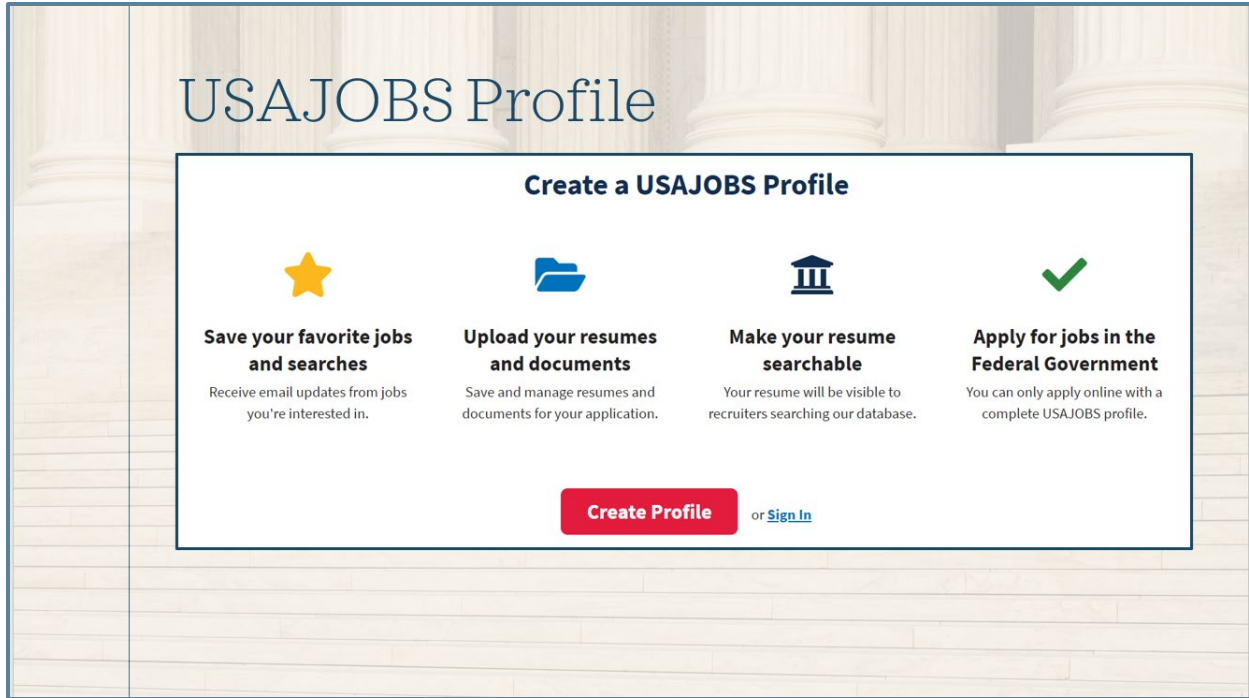 USAJOBS Profile
Create a USAJOBS Profile
Save your favorite jobs
and searches
Receive email updates from jobs
you're interested in.
Upload your resumes
and documents
Save and manage resumes and
documents for your application.
Make your resume
searchable
Your resume will be visible to
recruiters searching our database.
Apply for jobs in the
Federal Government
You can only apply online with a
complete USAJOBS profile.
Create Profile
or Sign In